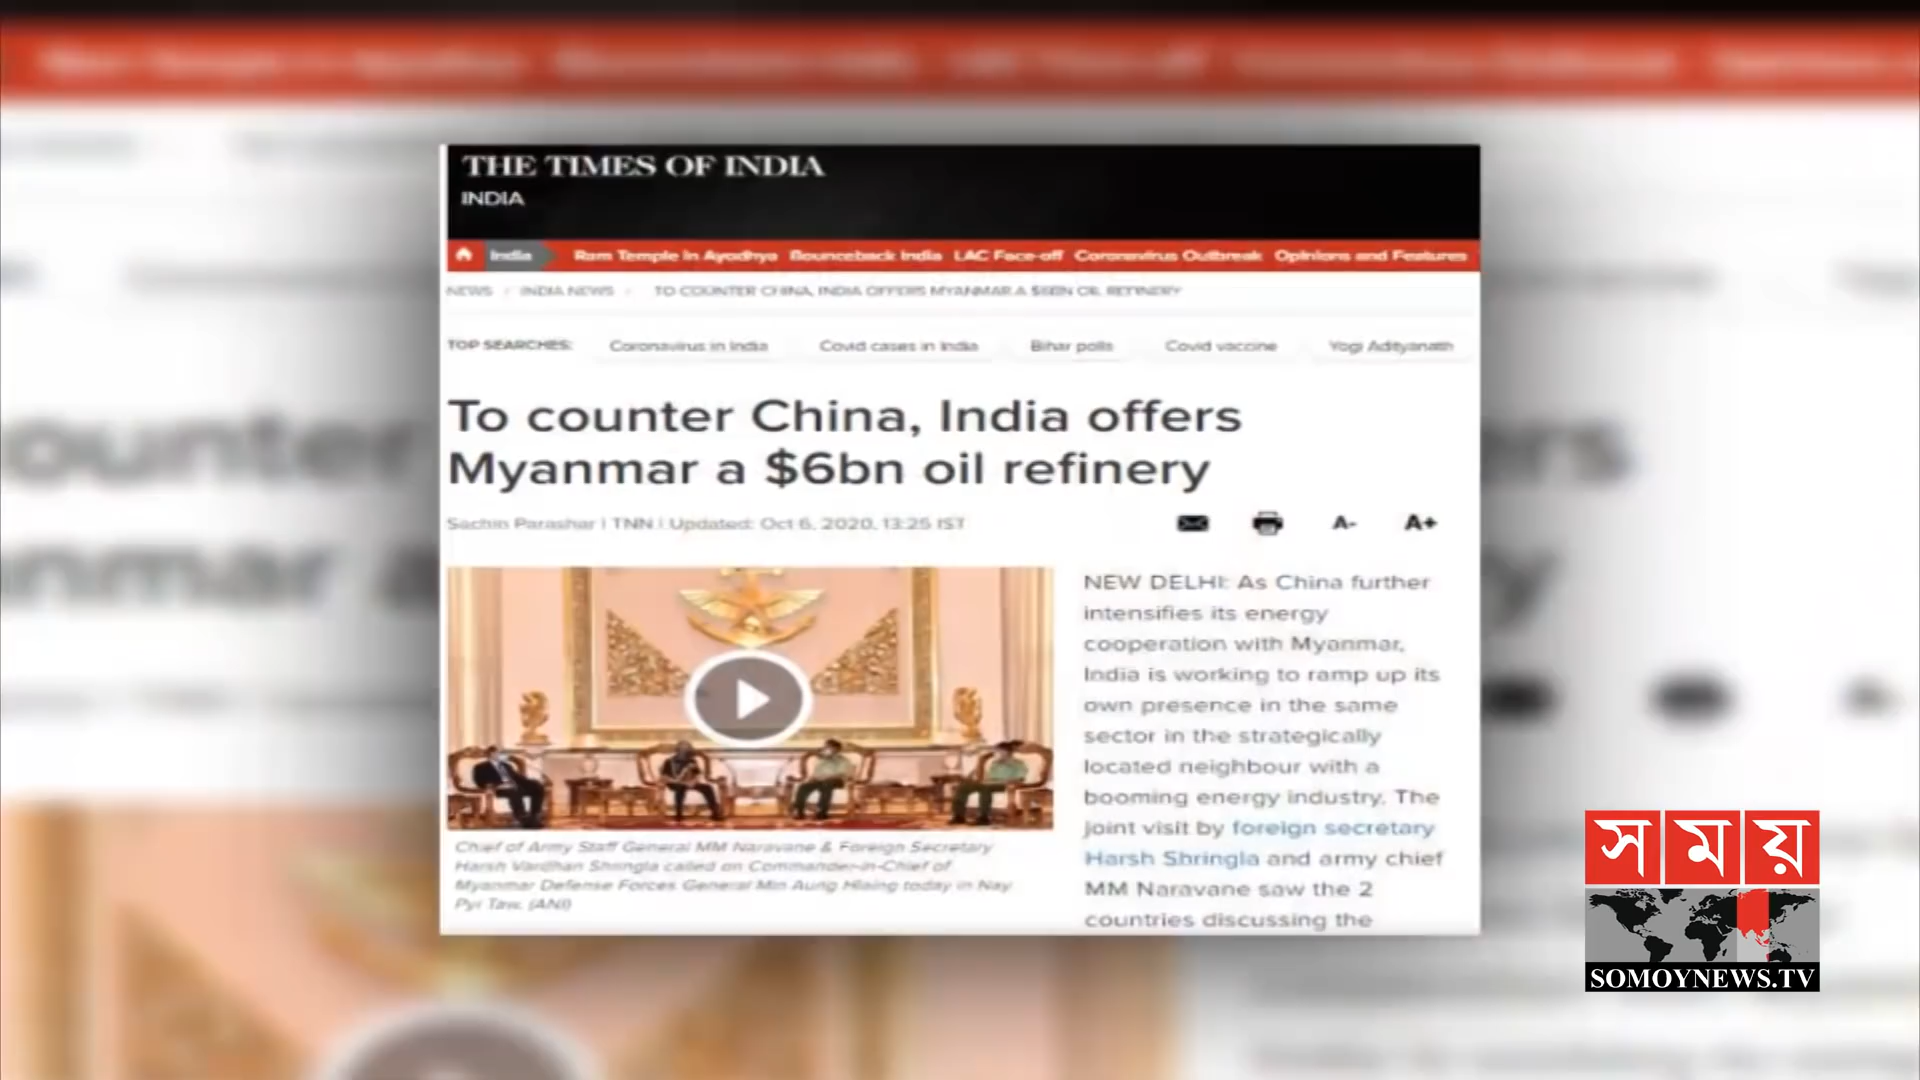 THE TIMES OF INDIA
INDIA
India Ram Temple in Ayodhya Bounceback India LAC Face-off Coronavirus Outbreak Opinions and Features
NEWS / INDIA NEWS / TO COUNTER CHINA, INDIA OFFERS MYANMAR A $6BN OIL REFINERY
TOP SEARCHES: Coronavirus in India Covid cases in India Bihar polls Covid vaccine Yogi Adityanath
To counter China, India offers
Myanmar a $6bn oil refinery
Sachin Parashar | TNN | Updated: Oct 6, 2020, 13:25 IST
A- A+
Chief of Army Staff General MM Naravane & Foreign Secretary
Harsh Vardhan Shringla called on Commander-in-Chief of
Myanmar Defense Forces General Min Aung Hlaing today in Nay
Pyi Taw. (ANI)
NEW DELHI: As China further
intensifies its energy
cooperation with Myanmar,
India is working to ramp up its
own presence in the same
sector in the strategically
located neighbour with a
booming energy industry. The
joint visit by foreign secretary
Harsh Shringla and army chief
MM Naravane saw the 2
countries discussing the
সময়
SOMOYNEWS.TV